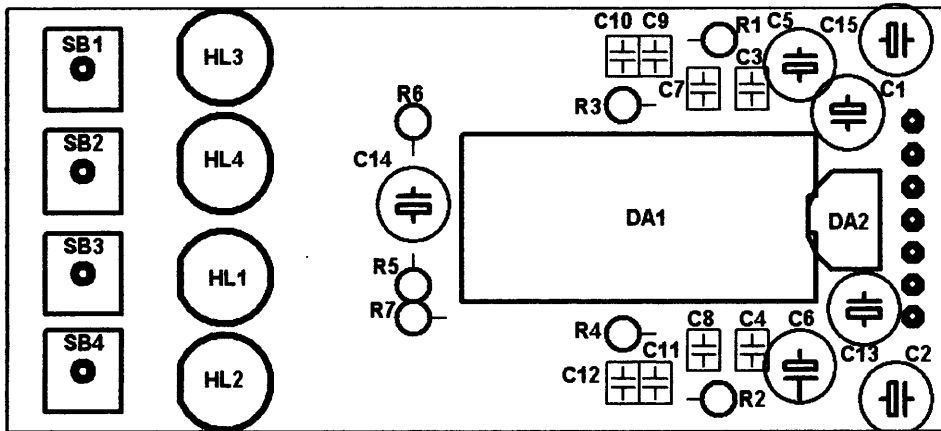 SB1
HL3
C10 C9
R1
C5
C15
C7
C3
C1
R6
R3
SB2
HL4
C14
DA1
DA2
SB3
HL1
R5
R7
R4
C8
C4
C6
C13
C2
SB4
HL2
C12
C11
R2